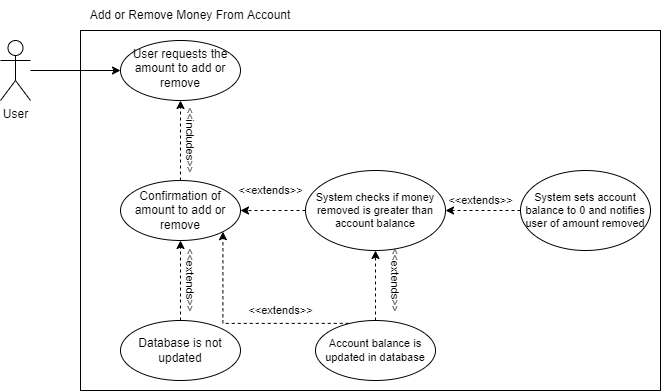 Add or Remove Money From Account
User requests the
amount to add or
remove
User
<<includes>>
Confirmation of
amount to add or
remove
<<extends>>
System checks if money
removed is greater than
account balance
<<extends>>
System sets account
balance to 0 and notifies
user of amount removed
<<extends>>
<<extends>>
<<extends>>
Database is not
updated
Account balance is
updated in database